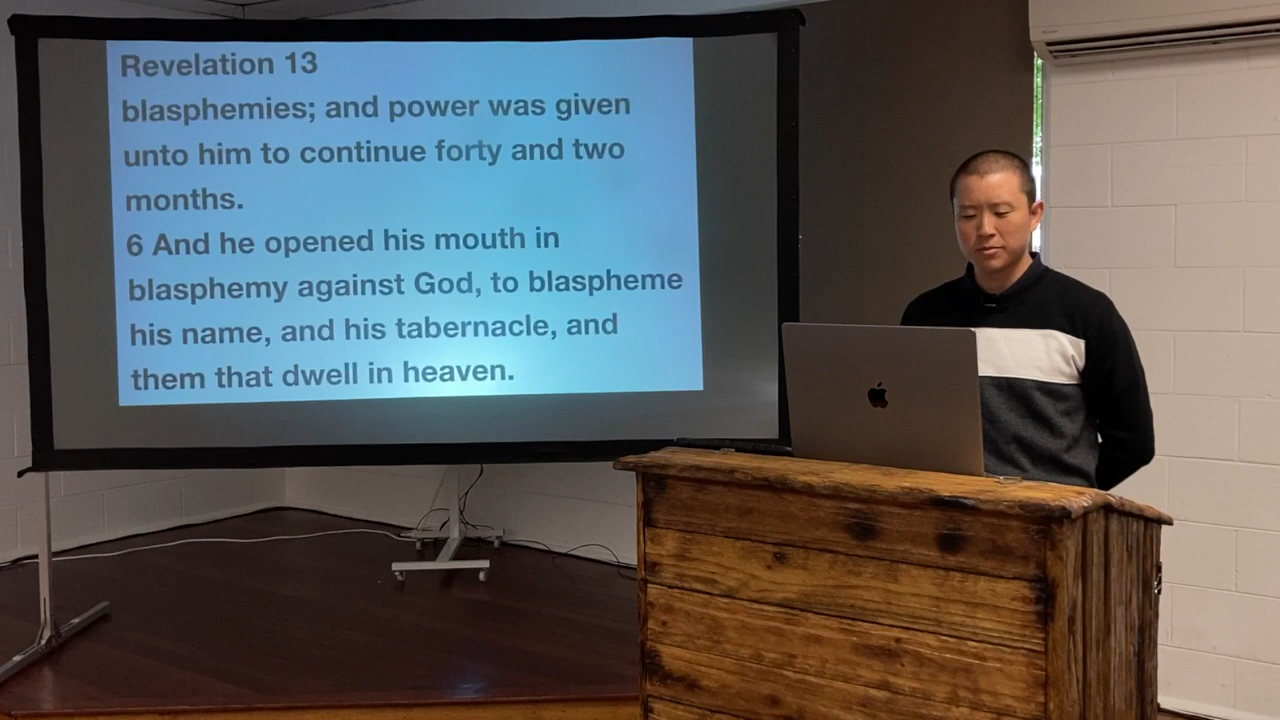 Revelation 13
blasphemies; and power was given
unto him to continue forty and two
months.
6 And he opened his mouth in
blasphemy against God, to blaspheme
his name, and his tabernacle, and
them that dwell in heaven.